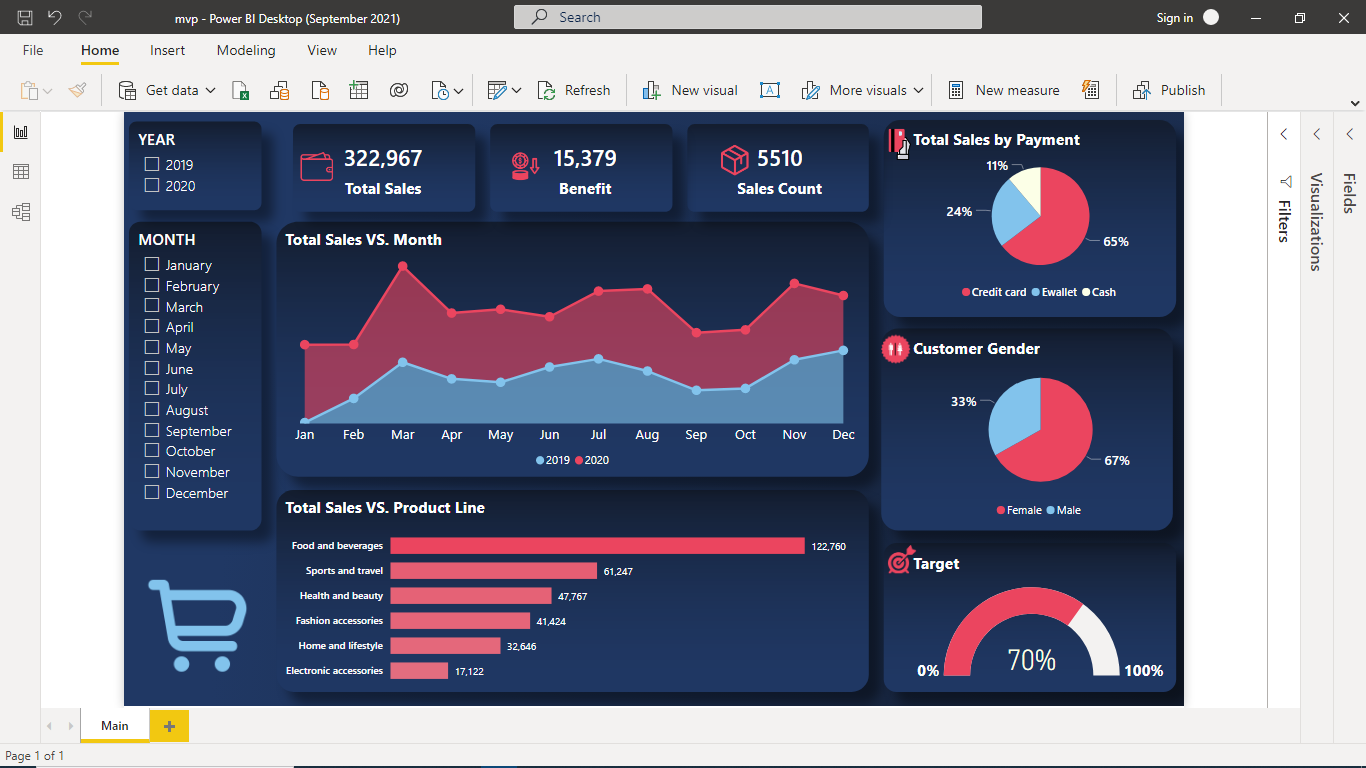 mvp - Power BI Desktop (September 2021)
Search
Sign in
File Home Insert Modeling View Help
Get data
Refresh
New visual
A
More visuals
New measure
Publish
YEAR
2019
2020
322,967
Total Sales
15,379
Benefit
5510
Sales Count
MONTH
January
February
March
April
May
June
July
August
September
October
November
December
Total Sales VS. Month
Jan Feb Mar Apr May Jun Jul Aug Sep Oct Nov Dec
2019 2020
Total Sales VS. Product Line
Food and beverages 122,760
Sports and travel 61,247
Health and beauty 47,767
Fashion accessories 41,424
Home and lifestyle 32,646
Electronic accessories 17,122
Total Sales by Payment
11%
24%
65%
Credit card Ewallet Cash
Customer Gender
33%
67%
Female Male
Target
70%
0% 100%
Filters
Visualizations
Fields
Main
Page 1 of 1